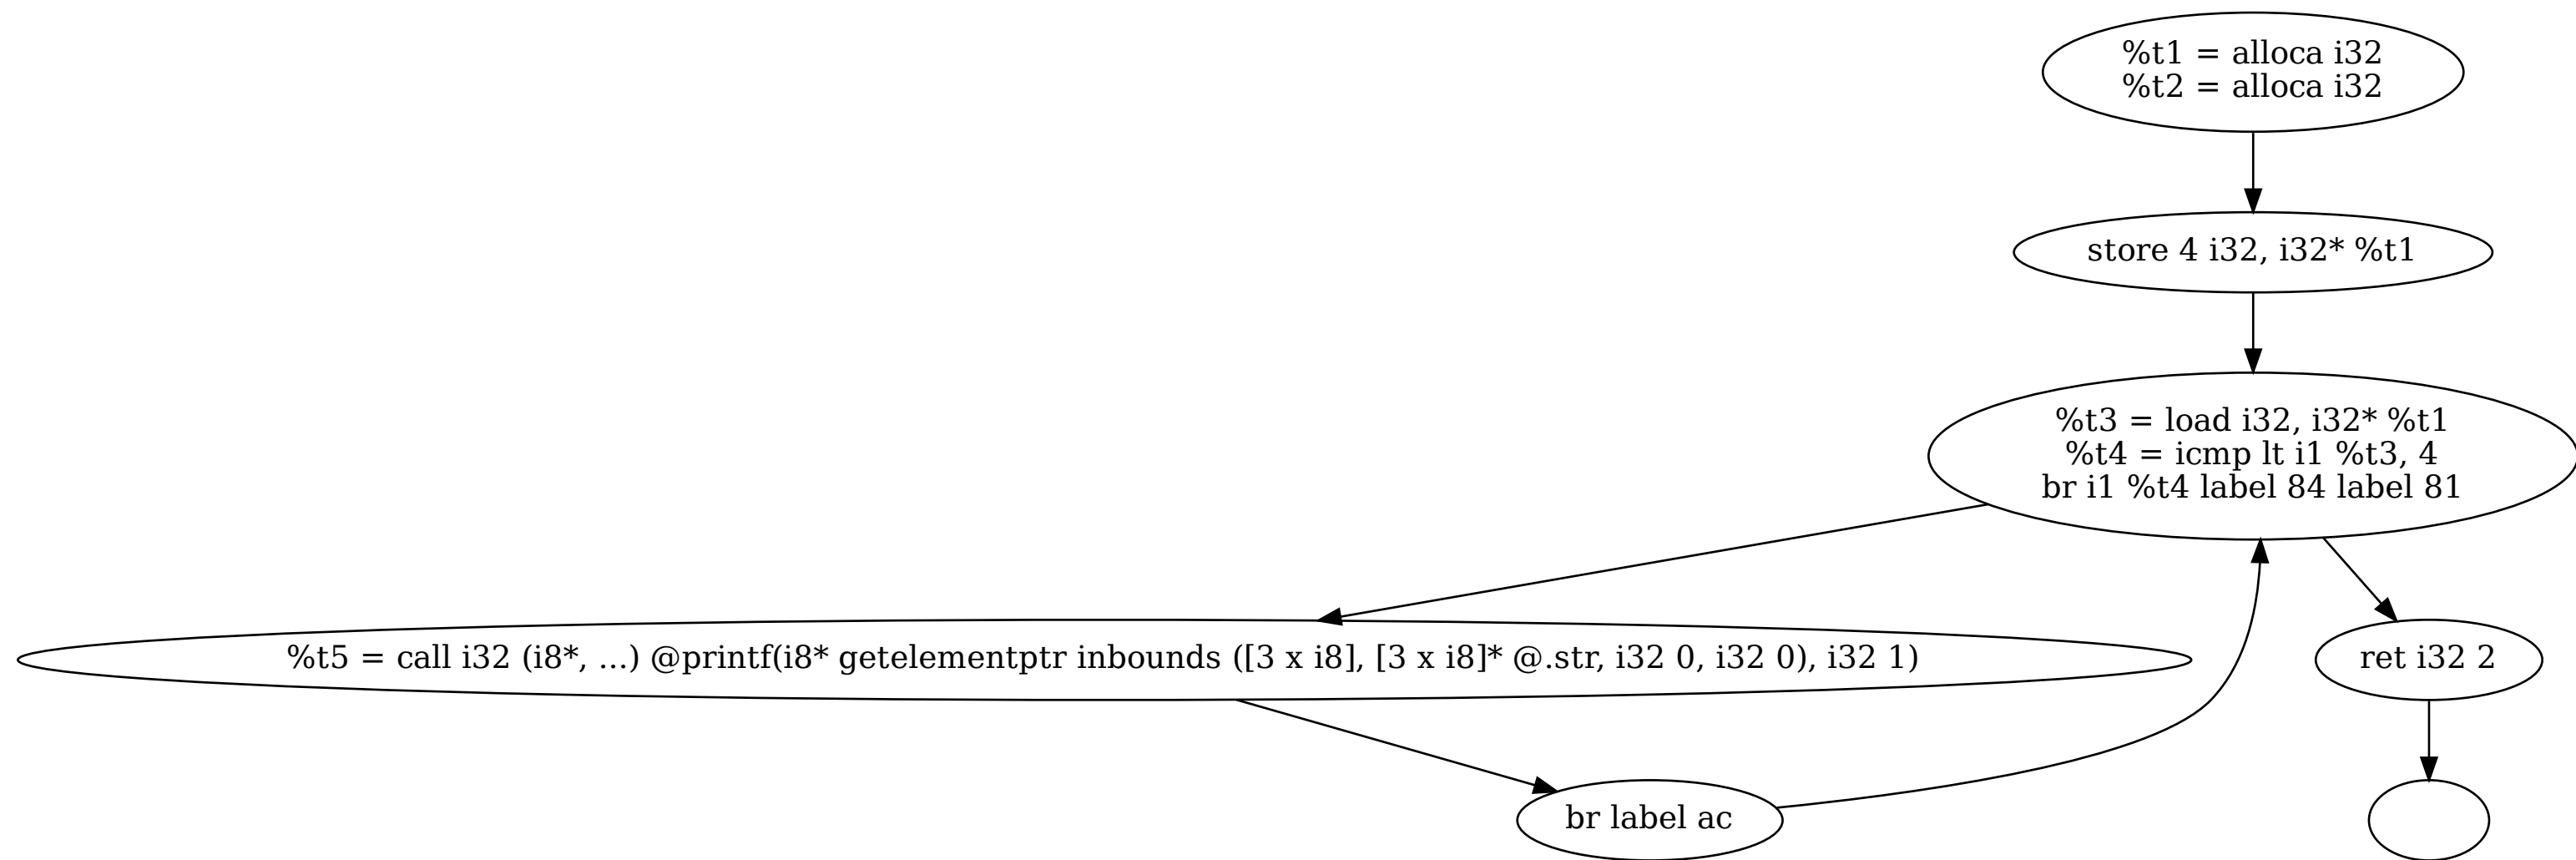 %t1 = alloca i32
%t2 = alloca i32
store 4 i32, i32* %t1
%t3 = load i32, i32* %t1
%t4 = icmp lt i1 %t3, 4
br i1 %t4 label 84 label 81
%t5 = call i32 (i8*, ...) @printf(i8* getelementptr inbounds ([3 x i8], [3 x i8]* @.str, i32 0, i32 0), i32 1)
ret i32 2
br label ac